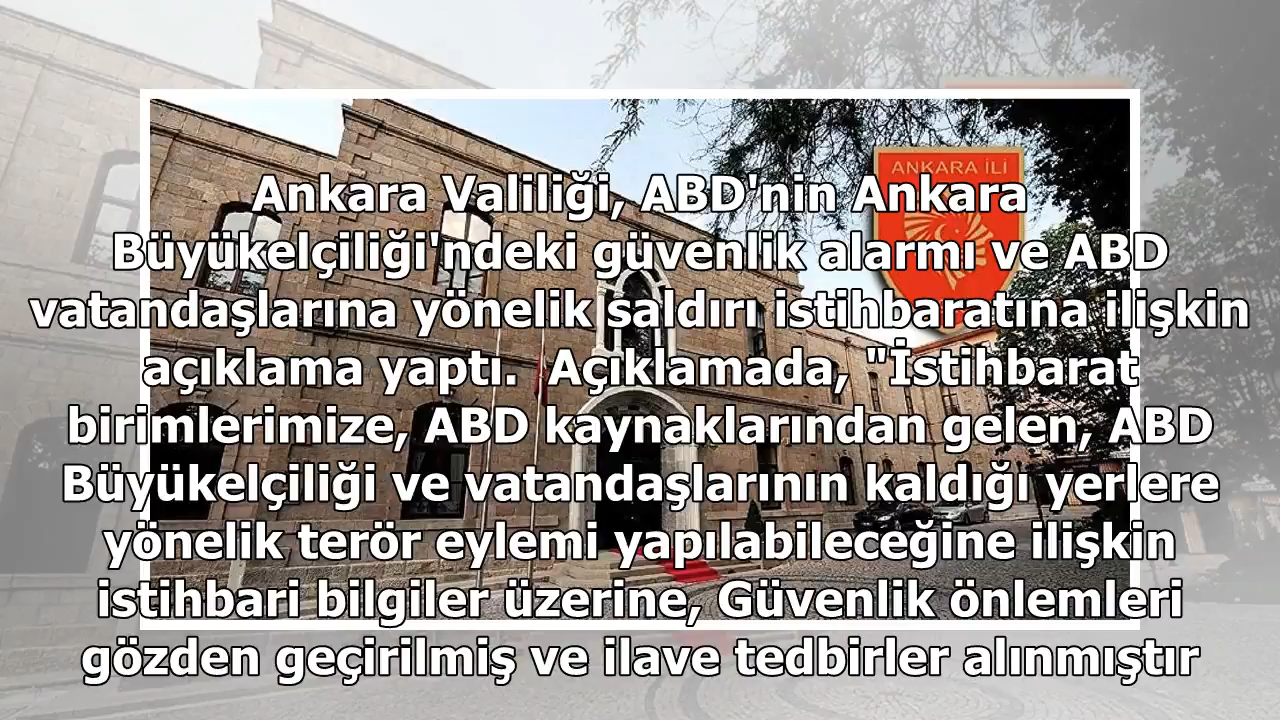 ANKARA İLİ
Ankara Valiliği, ABD'nin Ankara
Büyükelçiliği'ndeki güvenlik alarmı ve ABD
vatandaşlarına yönelik saldırı istihbaratına ilişkin
açıklama yaptı.  Açıklamada, "İstihbarat
birimlerimize, ABD kaynaklarından gelen, ABD
Büyükelçiliği ve vatandaşlarının kaldığı yerlere
yönelik terör eylemi yapılabileceğine ilişkin
istihbari bilgiler üzerine, Güvenlik önlemleri
gözden geçirilmiş ve ilave tedbirler alınmıştır